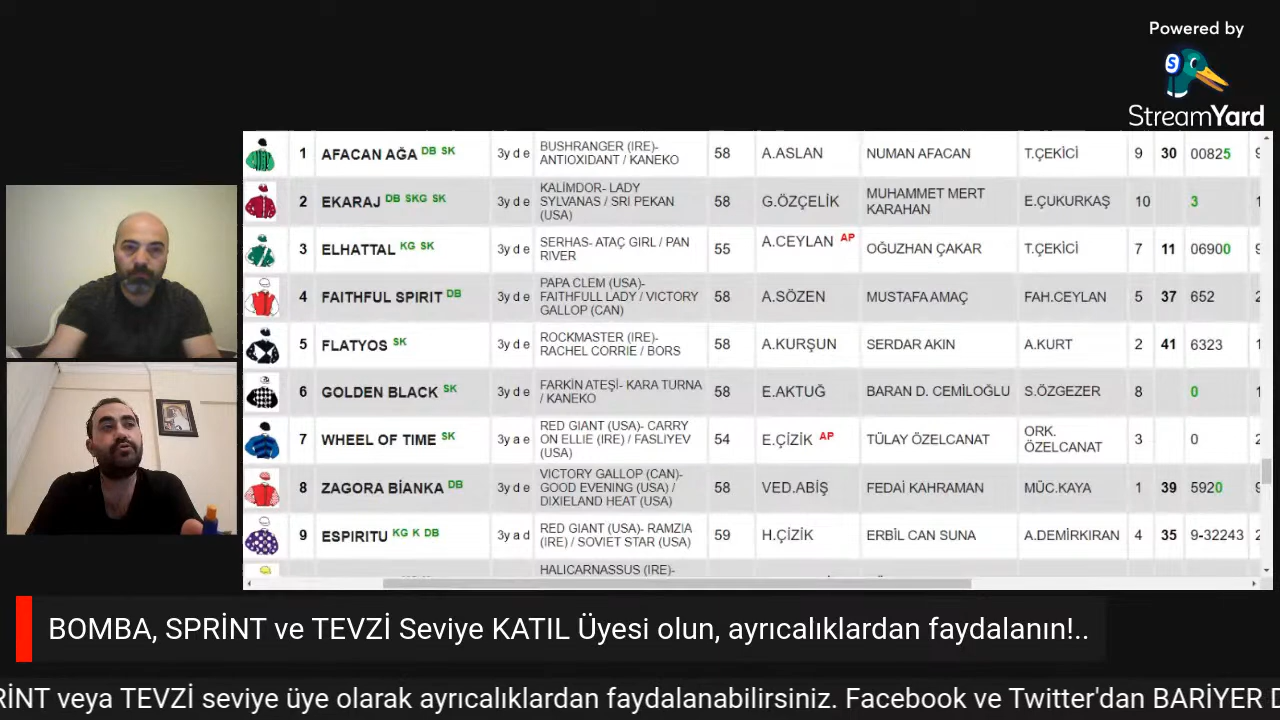 Powered by
StreamYard
1 AFACAN AĞA DB SK 3y d e BUSHRANGER (IRE)- ANTIOXIDANT / KANEKO 58 A.ASLAN NUMAN AFACAN T.ÇEKİCİ 9 30 00825
2 EKARAJ DB SKG SK 3y d e KALİMDOR- LADY SYLVANAS / SRI PEKAN (USA) 58 G.ÖZÇELİK MUHAMMET MERT KARAHAN E.ÇUKURKAŞ 10 3
3 ELHATTAL KG SK 3y d e SERHAS- ATAÇ GIRL / PAN RIVER 55 A.CEYLAN AP OĞUZHAN ÇAKAR T.ÇEKİCİ 7 11 06900
4 FAITHFUL SPIRIT DB 3y d e PAPA CLEM (USA)- FAITHFULL LADY / VICTORY GALLOP (CAN) 58 A.SÖZEN MUSTAFA AMAÇ FAH.CEYLAN 5 37 652
5 FLATYOS SK 3y d e ROCKMASTER (IRE)- RACHEL CORRIE / BORS 58 A.KURŞUN SERDAR AKIN A.KURT 2 41 6323
6 GOLDEN BLACK SK 3y d e FARKIN ATEŞİ- KARA TURNA / KANEKO 58 E.AKTUĞ BARAN D. CEMİLOĞLU S.ÖZGEZER 8 0
7 WHEEL OF TIME SK 3y a e RED GIANT (USA)- CARRY ON ELLIE (IRE) / FASLIYEV (USA) 54 E.ÇİZİK AP TÜLAY ÖZELCANAT ORK. ÖZELCANAT 3 0
8 ZAGORA BİANKA DB 3y d e VICTORY GALLOP (CAN)- GOOD EVENING (USA) / DIXIELAND HEAT (USA) 58 VED.ABİŞ FEDAİ KAHRAMAN MÜC.KAYA 1 39 5920
9 ESPIRITU KG K DB 3y a d RED GIANT (USA)- RAMZIA (IRE) / SOVIET STAR (USA) 59 H.ÇİZİK ERBİL CAN SUNA A.DEMİRKIRAN 4 35 9-32243
HALICARNASSUS (IRE)-
BOMBA, SPRİNT ve TEVZİ Seviye KATIL Üyesi olun, ayrıcalıklardan faydalanın!..
RİNT veya TEVZİ seviye üye olarak ayrıcalıklardan faydalanabilirsiniz. Facebook ve Twitter'dan BARİYER